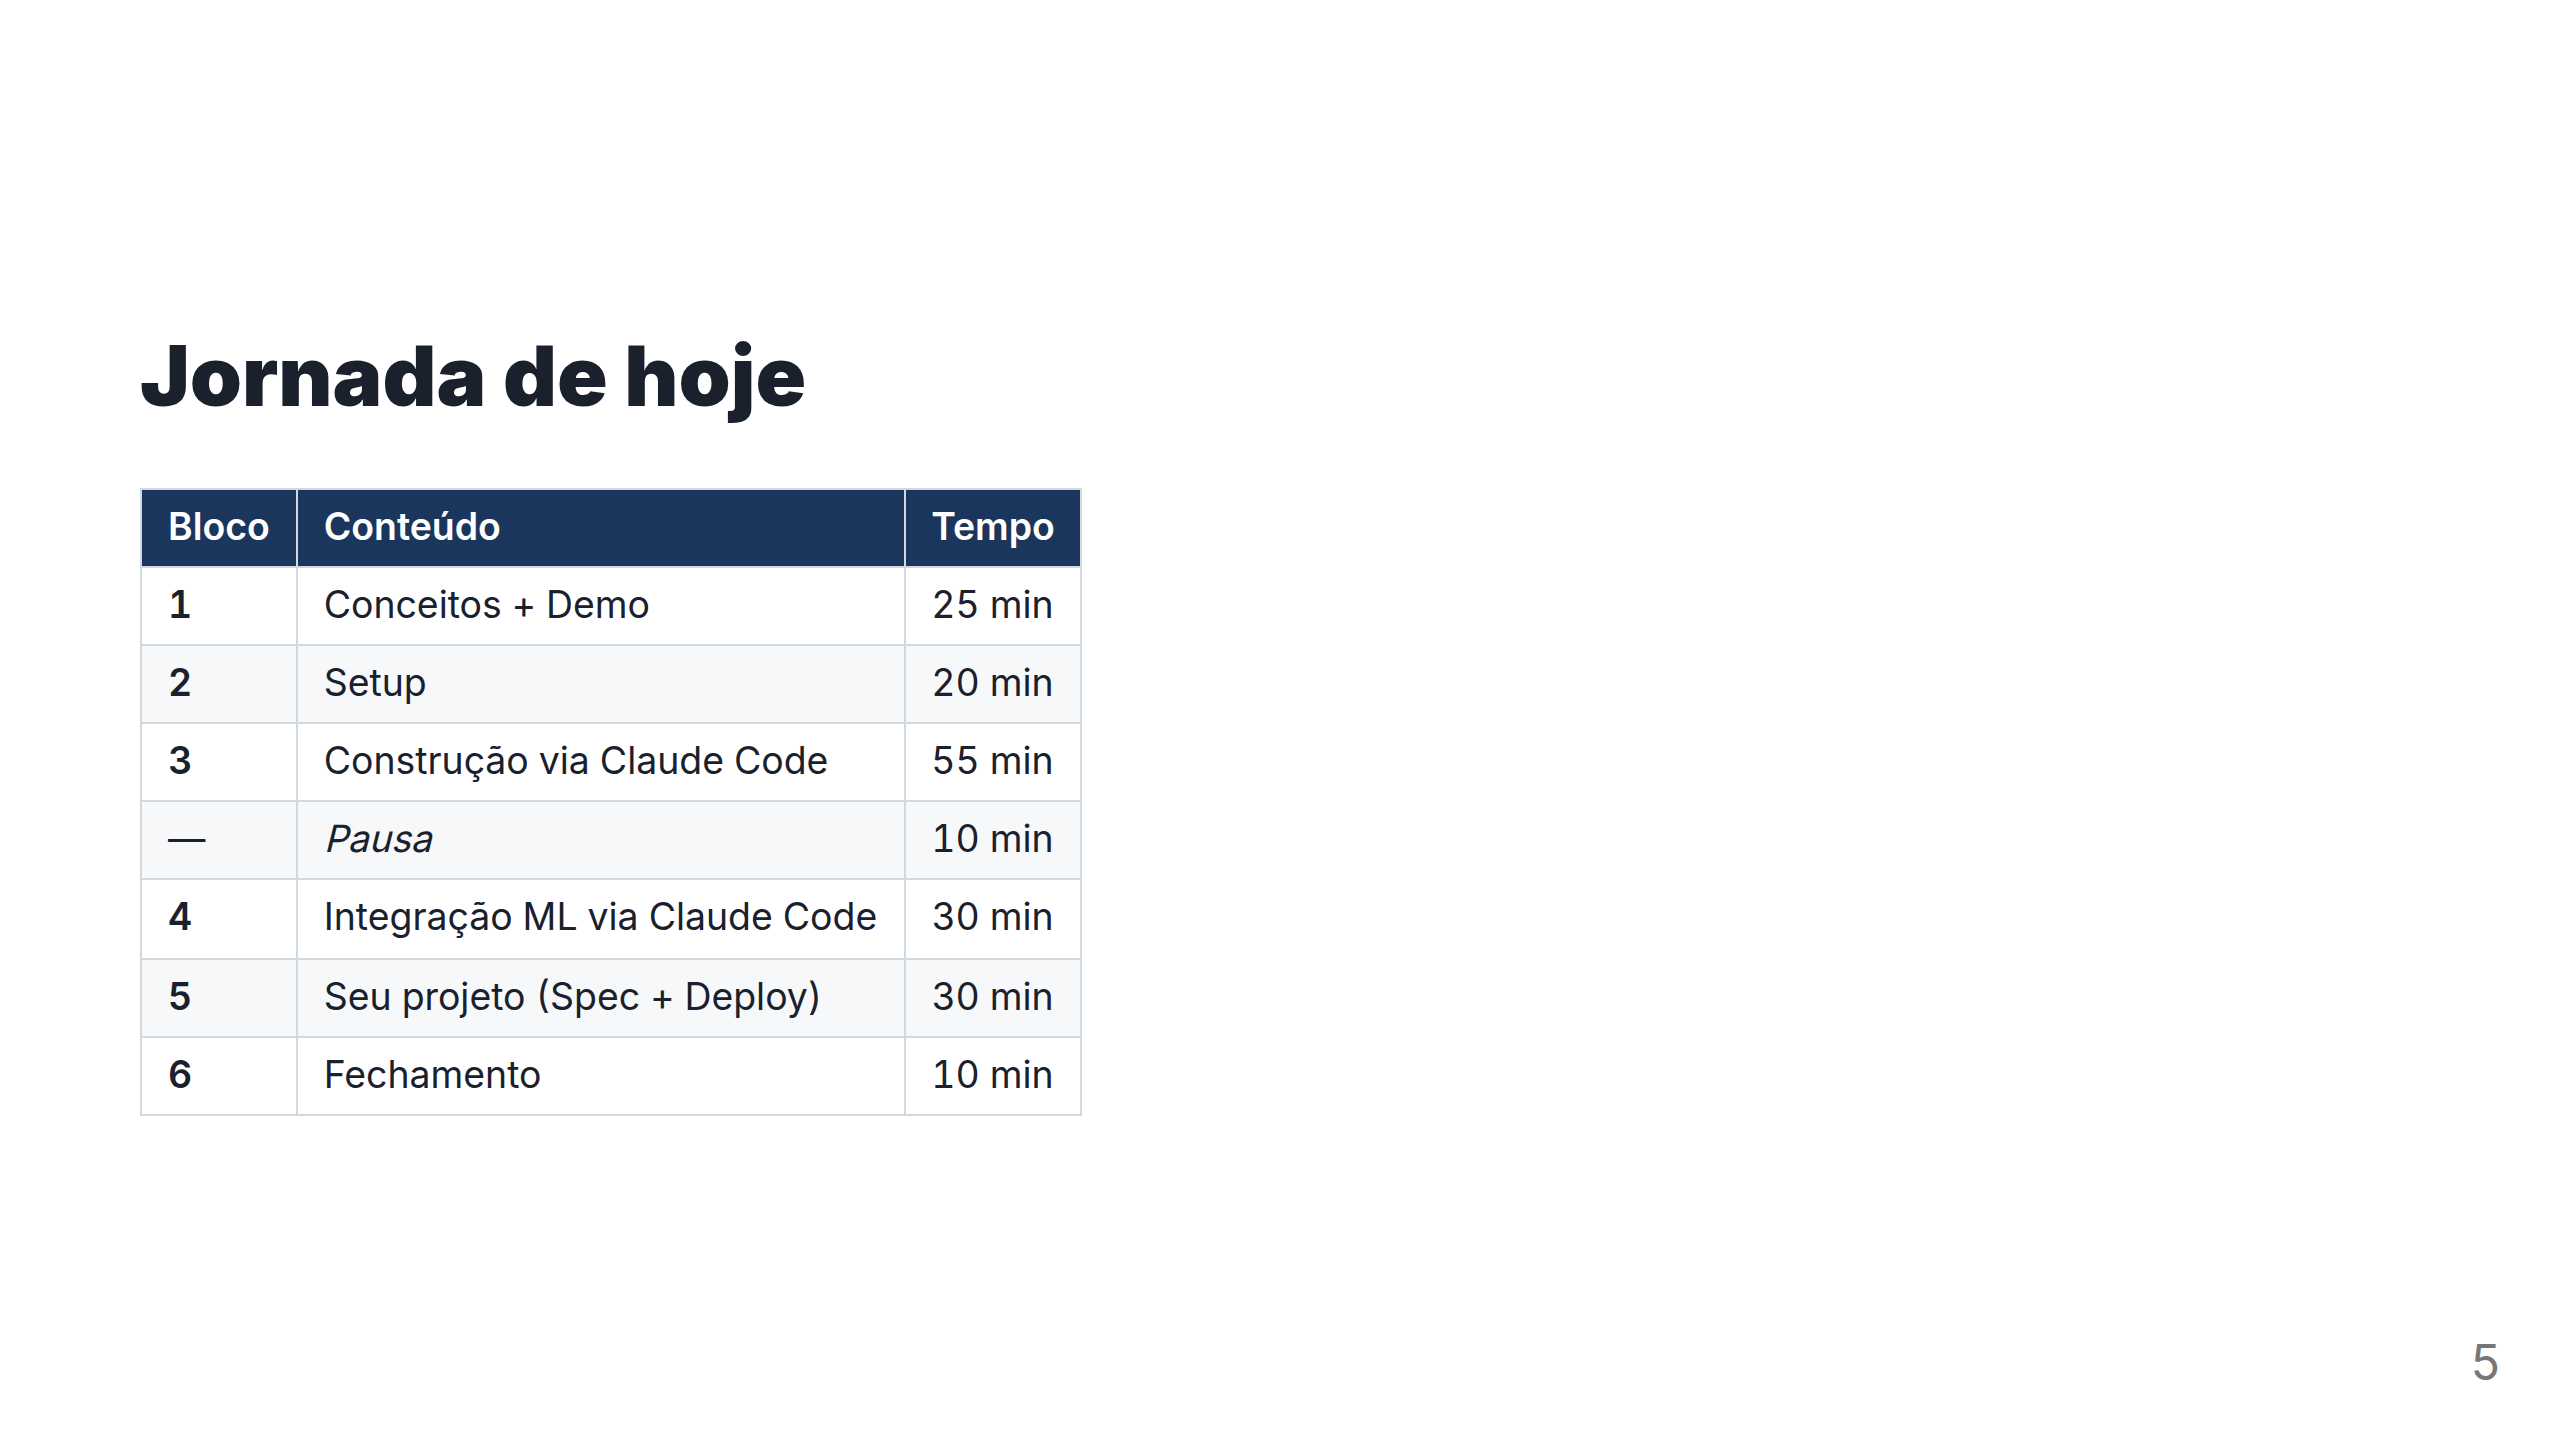 Jornada de hoje
Bloco Conteúdo Tempo
1 Conceitos + Demo 25 min
2 Setup 20 min
3 Construção via Claude Code 55 min
— Pausa 10 min
4 Integração ML via Claude Code 30 min
5 Seu projeto (Spec + Deploy) 30 min
6 Fechamento 10 min
5